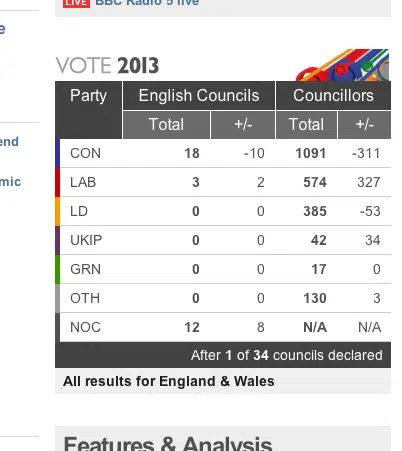 LIVE BBC Radio 5 live
e
VOTE 2013
Party English Councils Councillors
Total +/- Total +/-
CON 18 -10 1091 -311
end
LAB 3 2 574 327
mic
LD 0 0 385 -53
UKIP 0 0 42 34
GRN 0 0 17 0
OTH 0 0 130 3
NOC 12 8 N/A N/A
After 1 of 34 councils declared
All results for England & Wales
Features & Analysis